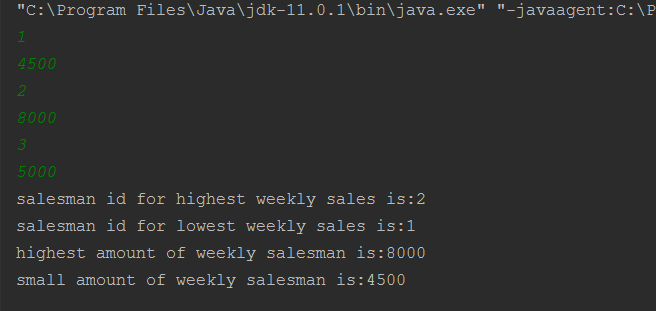 "C:\Program Files\Java\jdk-11.0.1\bin\java.exe" "-javaagent:C:\P
1
4500
2
8000
3
5000
salesman id for highest weekly sales is:2
salesman id for lowest weekly sales is:1
highest amount of weekly salesman is:8000
small amount of weekly salesman is:4500